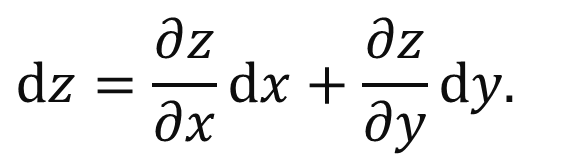 dz = ∂z/∂x dx + ∂z/∂y dy.